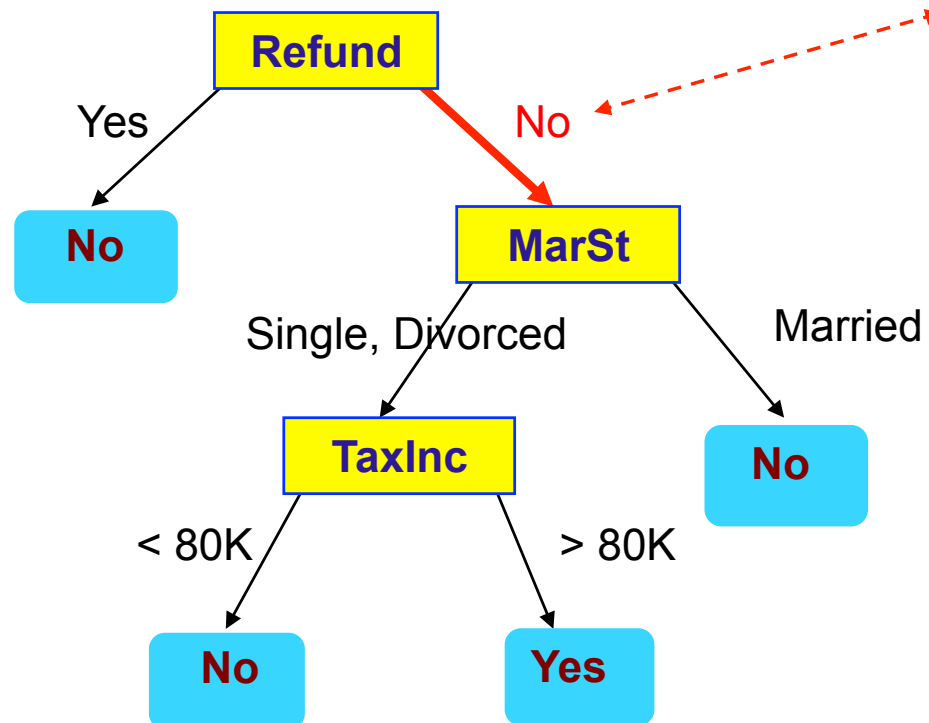 Refund
Yes
No
No
MarSt
Single, Divorced
Married
TaxInc
No
< 80K
> 80K
No
Yes